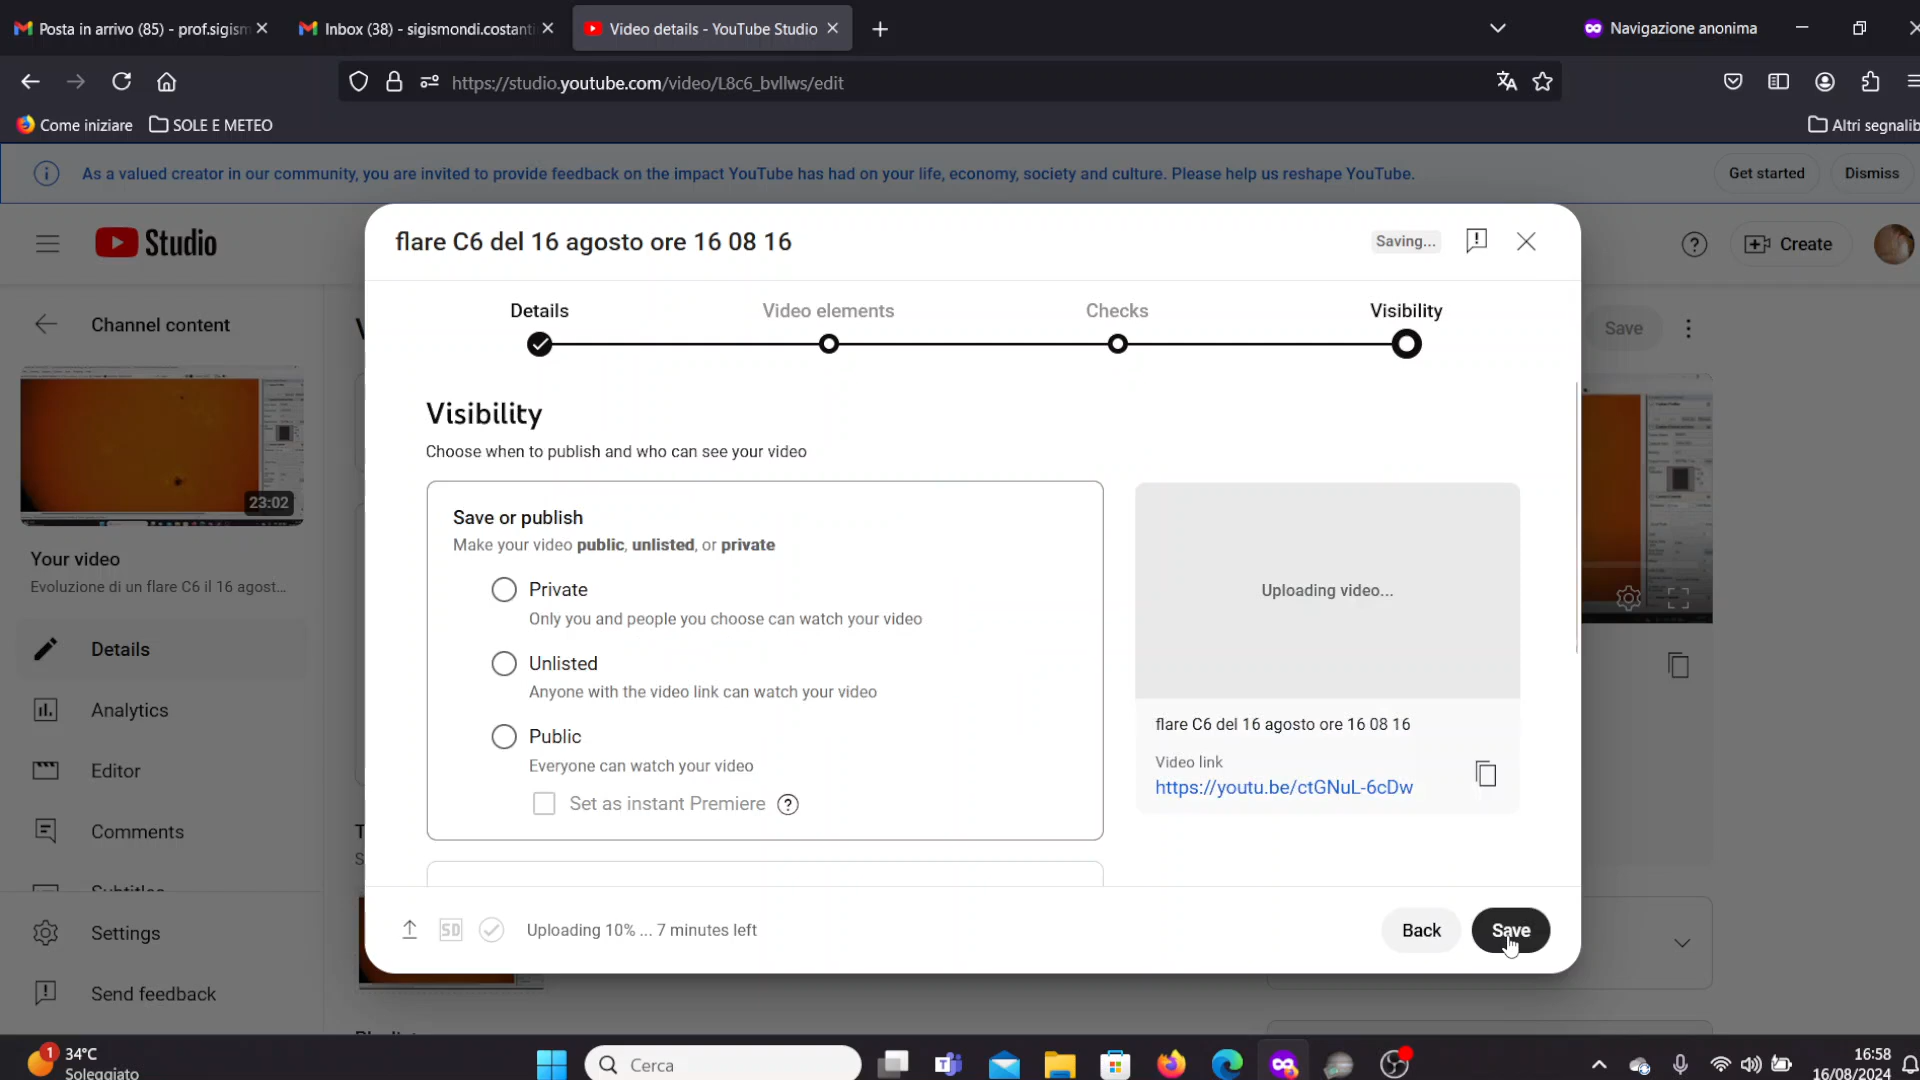 Posta in arrivo (85) - prof.sigism
Inbox (38) - sigismondi.costanti
Video details - YouTube Studio
Navigazione anonima
https://studio.youtube.com/video/L8c6_bvllws/edit
Come iniziare
SOLE E METEO
Altri segnalib
As a valued creator in our community, you are invited to provide feedback on the impact YouTube has had on your life, economy, society and culture. Please help us reshape YouTube.
Get started
Dismiss
Studio
Create
flare C6 del 16 agosto ore 16 08 16
Saving...
Details
Video elements
Checks
Visibility
Channel content
Save
23:02
Your video
Evoluzione di un flare C6 il 16 agost...
Details
Analytics
Editor
Comments
Settings
Send feedback
Visibility
Choose when to publish and who can see your video
Save or publish
Make your video public, unlisted, or private
Private
Only you and people you choose can watch your video
Unlisted
Anyone with the video link can watch your video
Public
Everyone can watch your video
Set as instant Premiere
Uploading video...
flare C6 del 16 agosto ore 16 08 16
Video link
https://youtu.be/ctGNuL-6cDw
SD
Uploading 10% ... 7 minutes left
Back
Save
1
34°C
Soleggiato
Cerca
16:58
16/08/2024